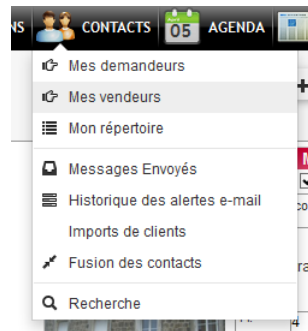 NS CONTACTS 05 AGENDA
Mes demandeurs
Mes vendeurs
Mon répertoire
Messages Envoyés
Historique des alertes e-mail
Imports de clients
Fusion des contacts
Recherche